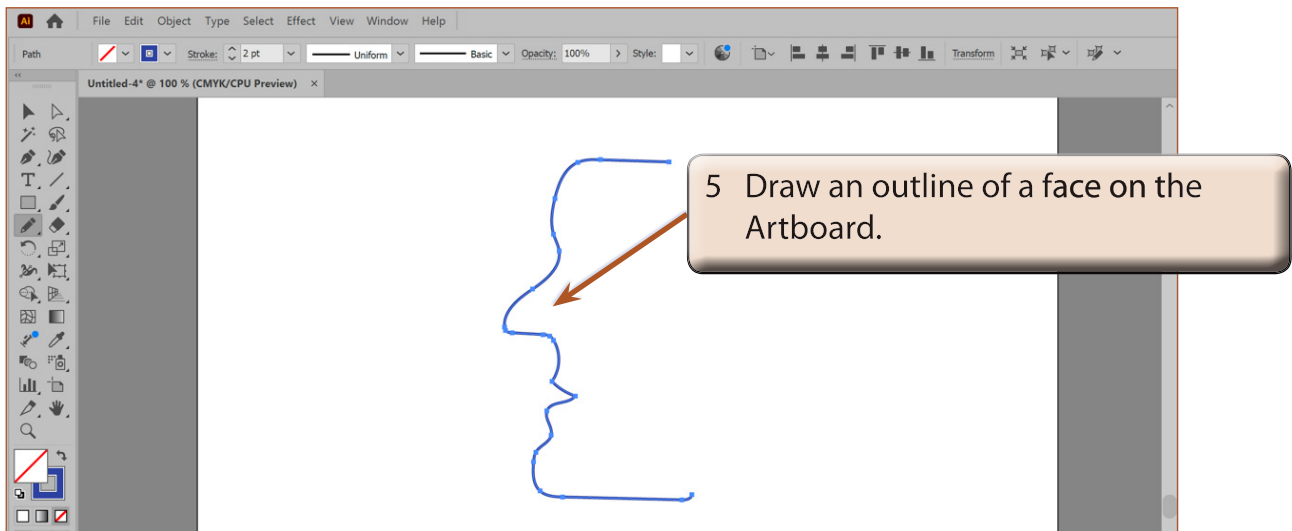 Ai File Edit Object Type Select Effect View Window Help
Path Stroke: 2 pt Uniform Basic Opacity: 100% Style: Transform
Untitled-4* @ 100 % (CMYK/CPU Preview) ×
5 Draw an outline of a face on the
Artboard.